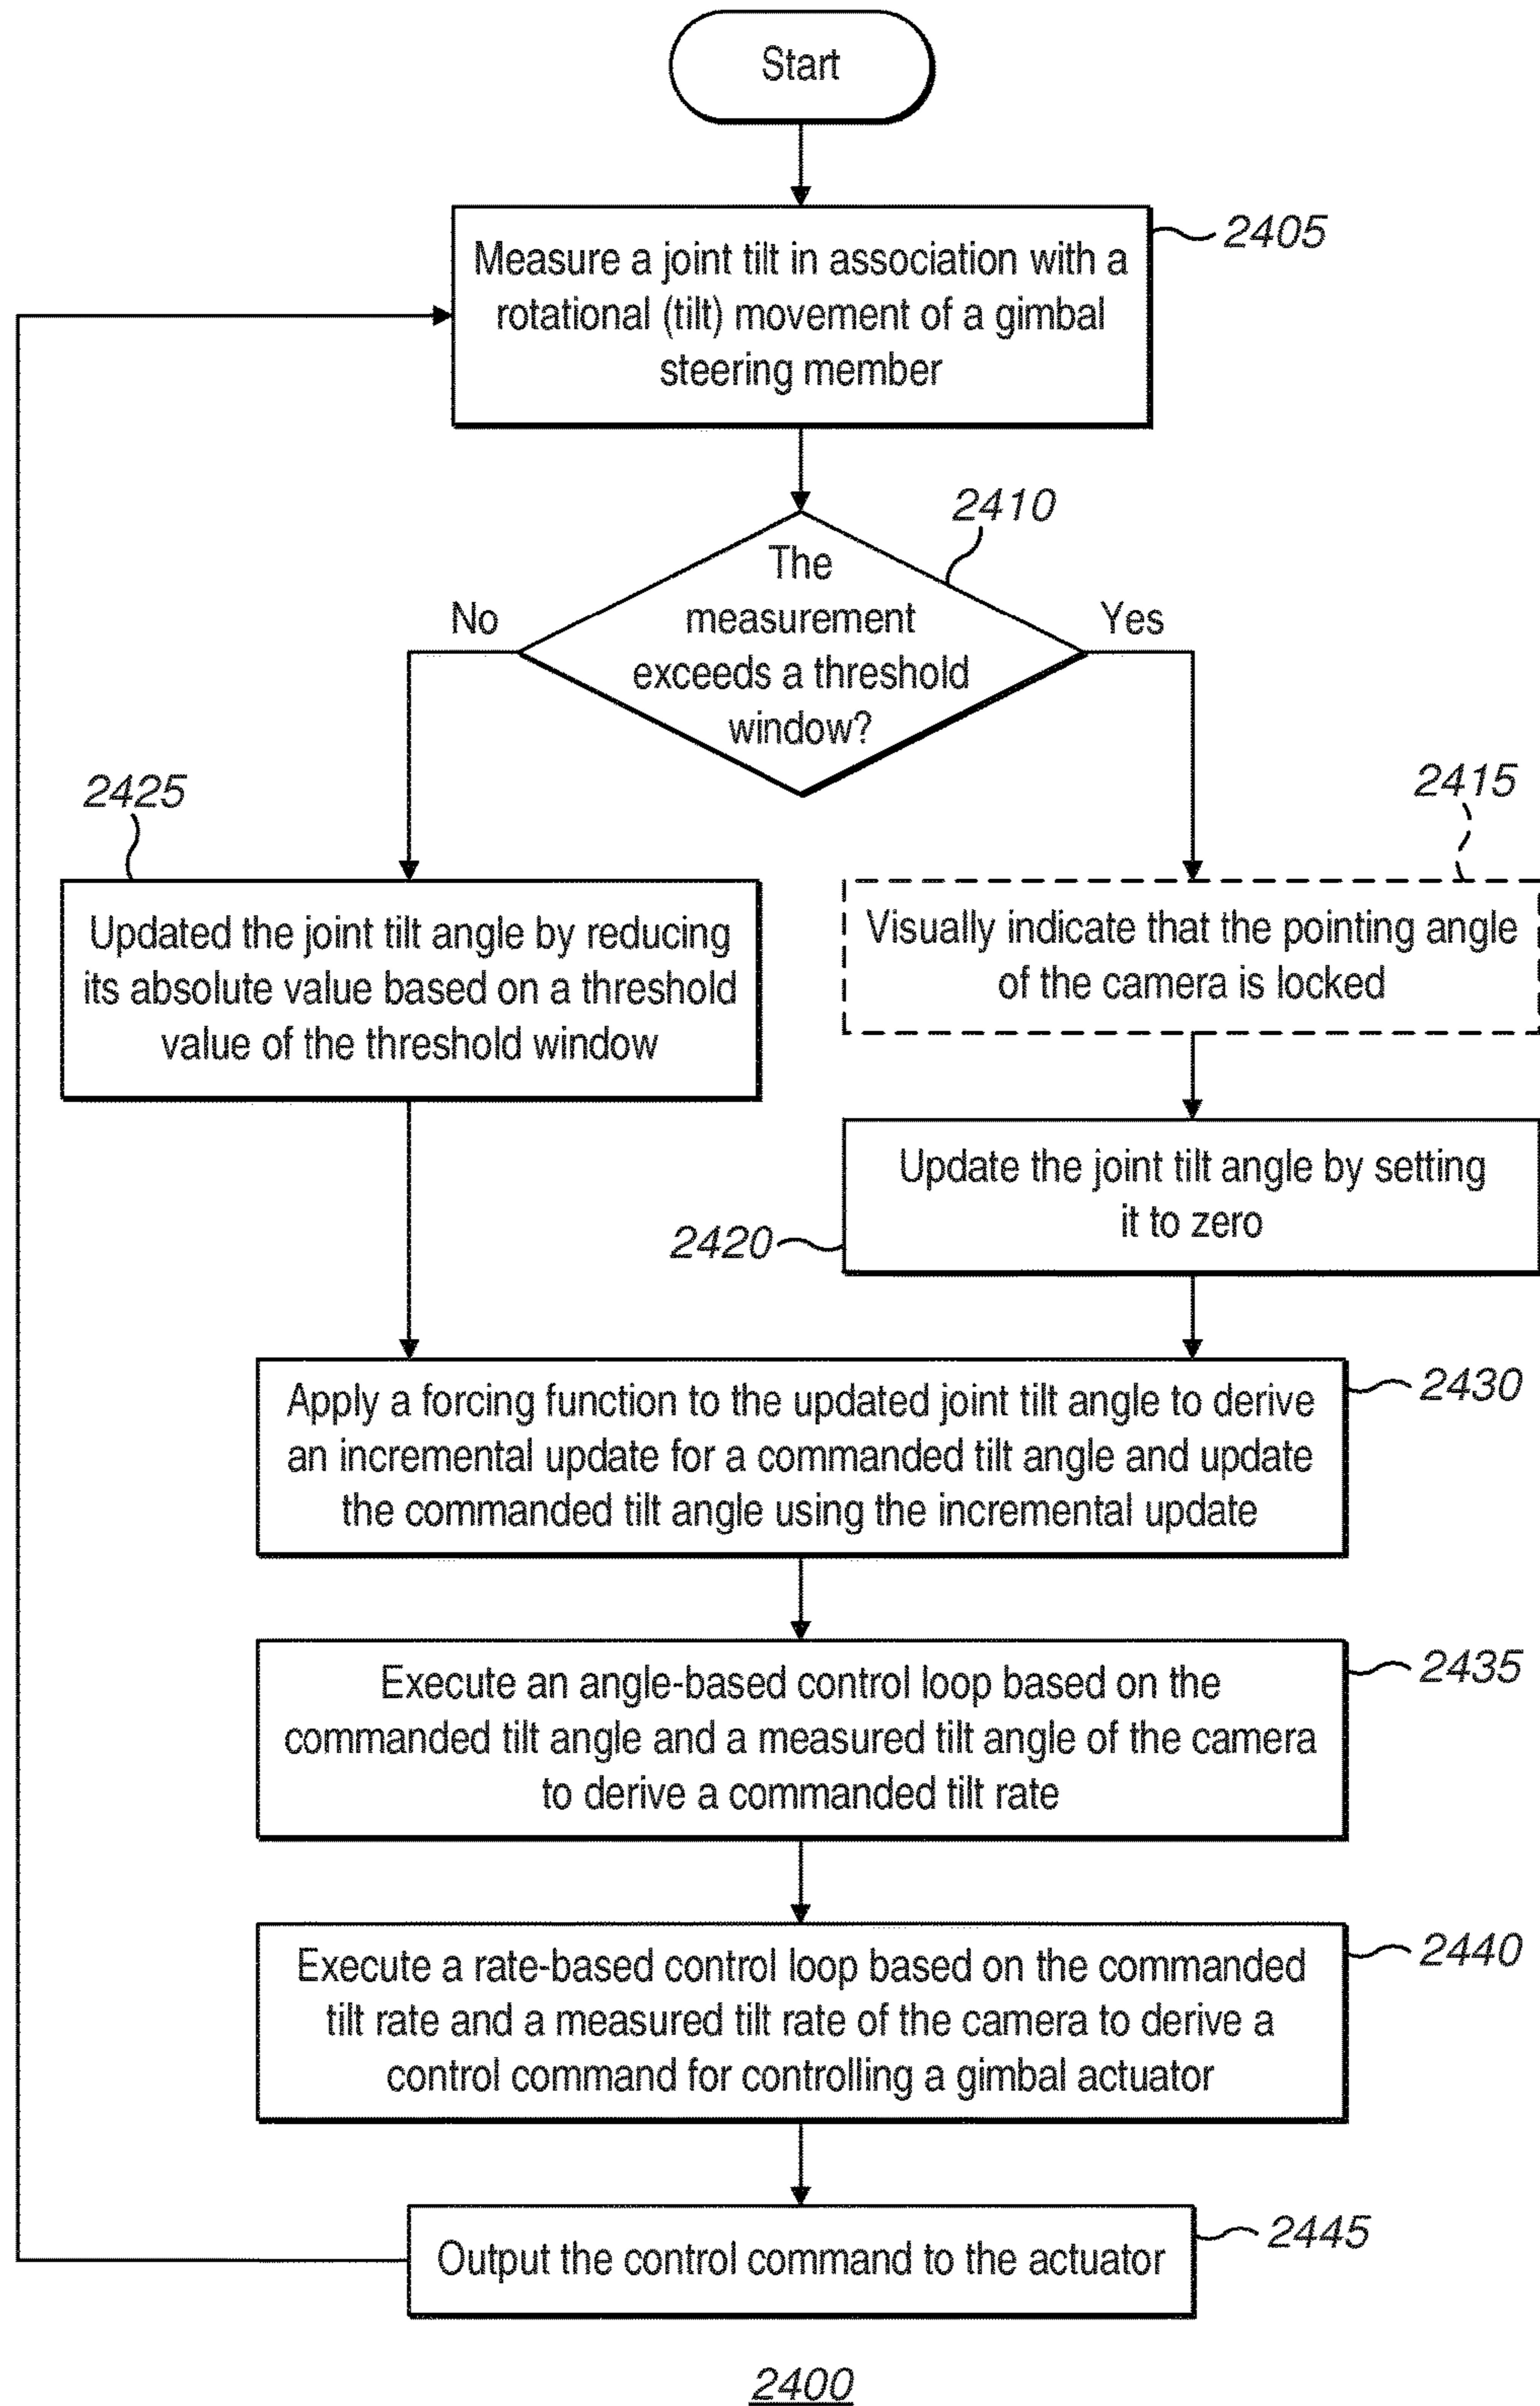 Start
2405
Measure a joint tilt in association with a
rotational (tilt) movement of a gimbal
steering member
2410
The
measurement
exceeds a threshold
window?
No
Yes
2425
Updated the joint tilt angle by reducing
its absolute value based on a threshold
value of the threshold window
2415
Visually indicate that the pointing angle
of the camera is locked
Update the joint tilt angle by setting
it to zero
2420
2430
Apply a forcing function to the updated joint tilt angle to derive
an incremental update for a commanded tilt angle and update
the commanded tilt angle using the incremental update
2435
Execute an angle-based control loop based on the
commanded tilt angle and a measured tilt angle of the camera
to derive a commanded tilt rate
2440
Execute a rate-based control loop based on the commanded
tilt rate and a measured tilt rate of the camera to derive a
control command for controlling a gimbal actuator
2445
Output the control command to the actuator
2400